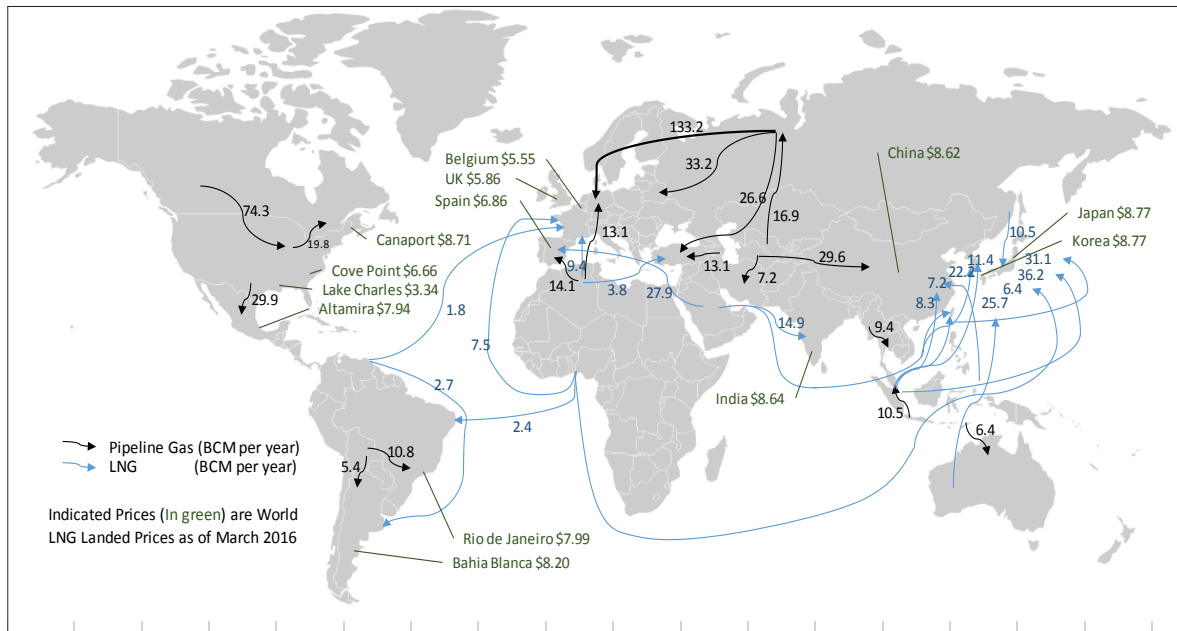 133.2
Belgium $5.55
33.2
China $8.62
UK $5.86
Spain $6.86
26.6
74.3
16.9
Japan $8.77
10.5
13.1
Canaport $8.71
19.8
Korea $8.77
29.6
11.4
31.1
9.4
13.1
22.2
36.2
Cove Point $6.66
7.2
7.2
6.4
Lake Charles $3.34
14.1
3.8
27.9
29.9
8.3
25.7
Altamira $7.94
1.8
14.9
9.4
7.5
2.7
India $8.64
10.5
2.4
6.4
Pipeline Gas (BCM per year)
10.8
LNG (BCM per year)
5.4
Indicated Prices (In green) are World
LNG Landed Prices as of March 2016
Rio de Janeiro $7.99
Bahia Blanca $8.20